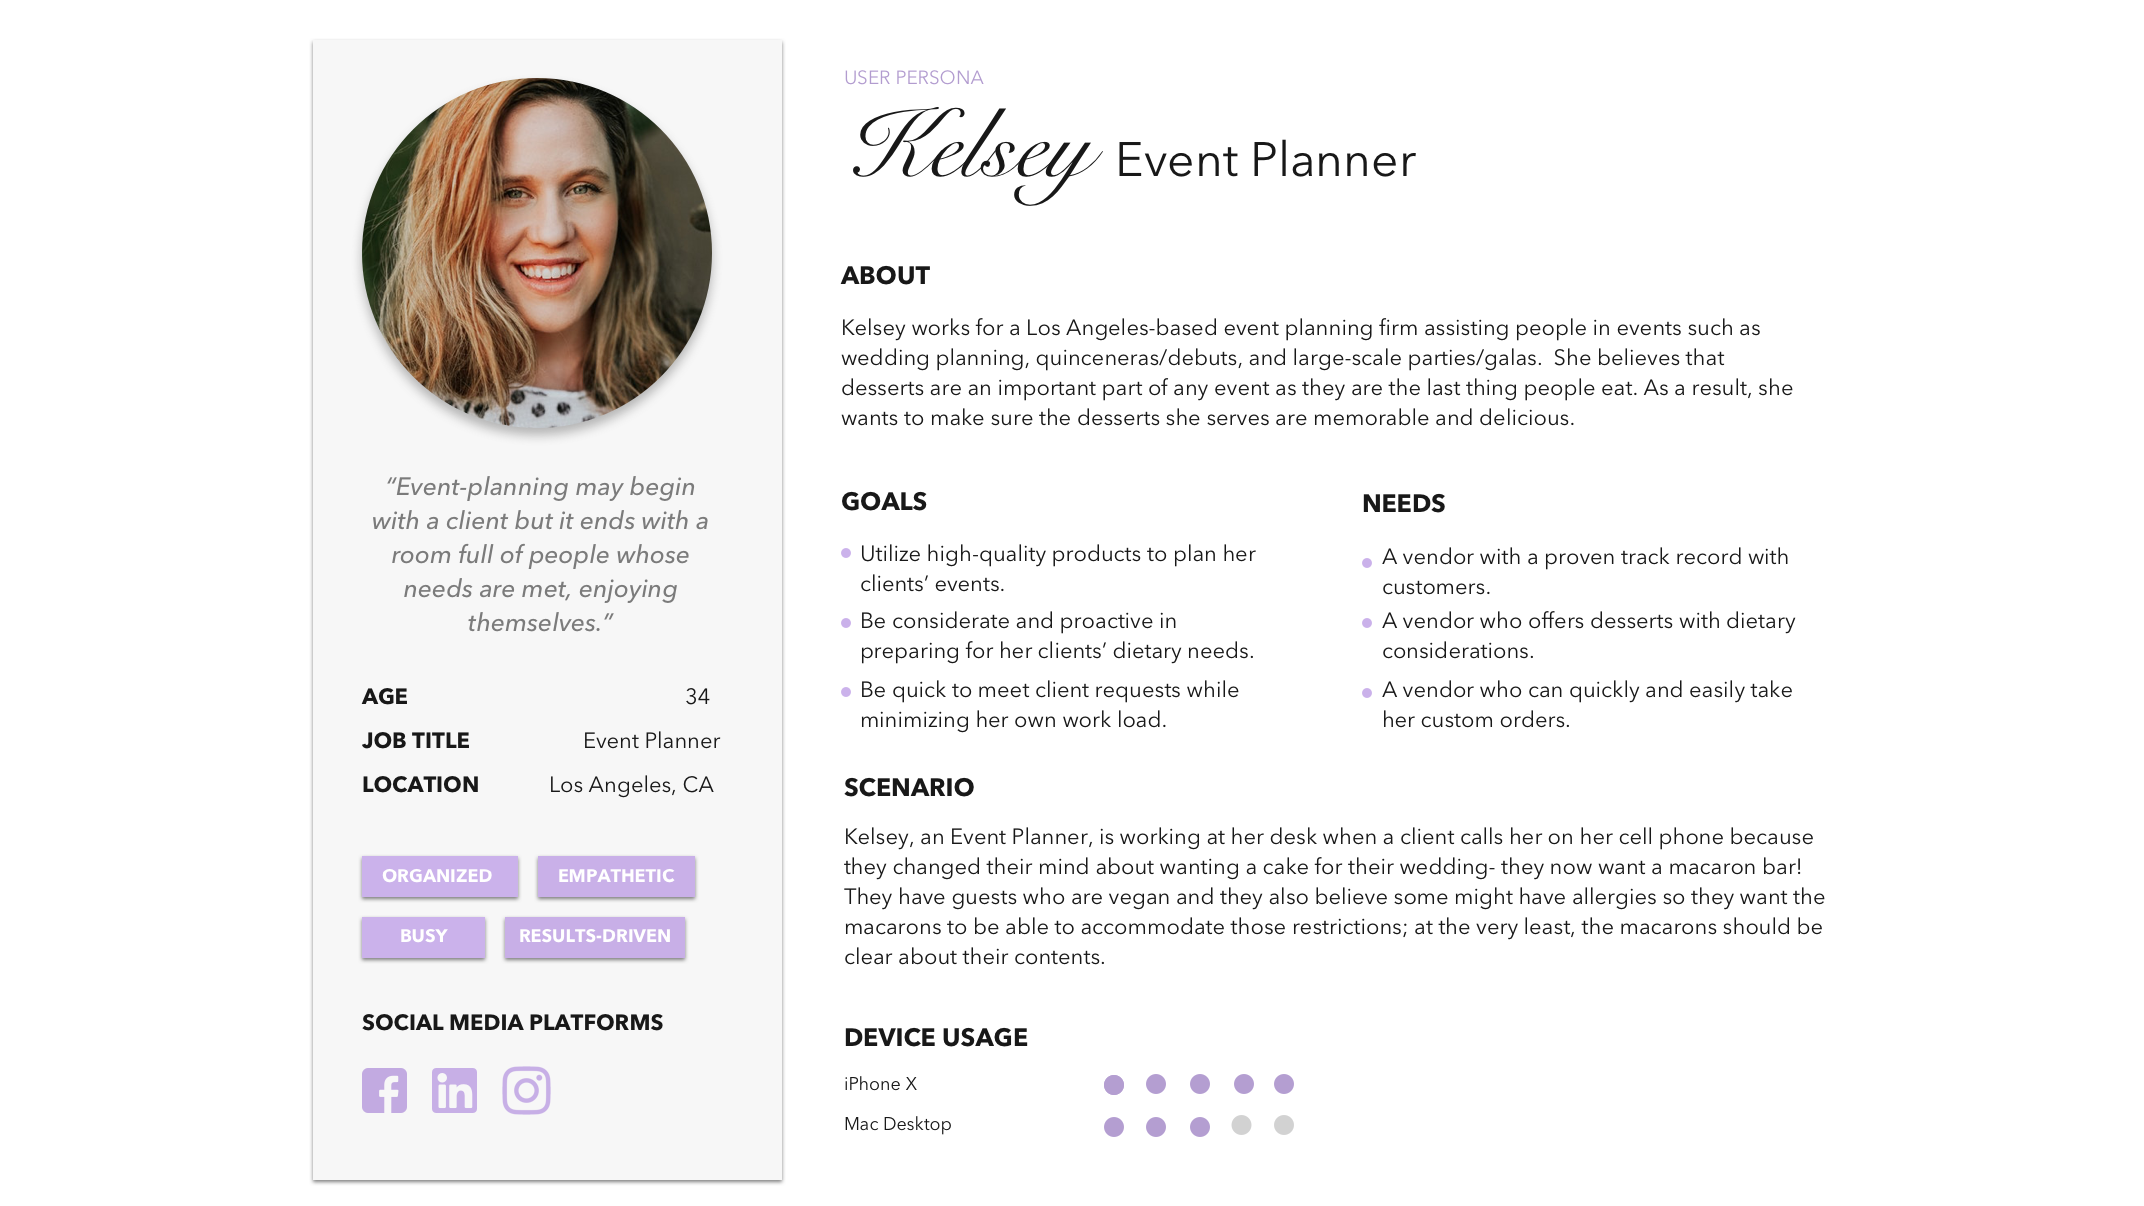 USER PERSONA
Kelsey Event Planner
“Event-planning may begin
with a client but it ends with a
room full of people whose
needs are met, enjoying
themselves.”
AGE 34
JOB TITLE Event Planner
LOCATION Los Angeles, CA
ORGANIZED EMPATHETIC
BUSY RESULTS-DRIVEN
SOCIAL MEDIA PLATFORMS
ABOUT
Kelsey works for a Los Angeles-based event planning firm assisting people in events such as
wedding planning, quinceneras/debuts, and large-scale parties/galas.  She believes that
desserts are an important part of any event as they are the last thing people eat. As a result, she
wants to make sure the desserts she serves are memorable and delicious.
GOALS
Utilize high-quality products to plan her
clients’ events.
Be considerate and proactive in
preparing for her clients’ dietary needs.
Be quick to meet client requests while
minimizing her own work load.
NEEDS
A vendor with a proven track record with
customers.
A vendor who offers desserts with dietary
considerations.
A vendor who can quickly and easily take
her custom orders.
SCENARIO
Kelsey, an Event Planner, is working at her desk when a client calls her on her cell phone because
they changed their mind about wanting a cake for their wedding- they now want a macaron bar!
They have guests who are vegan and they also believe some might have allergies so they want the
macarons to be able to accommodate those restrictions; at the very least, the macarons should be
clear about their contents.
DEVICE USAGE
iPhone X
Mac Desktop